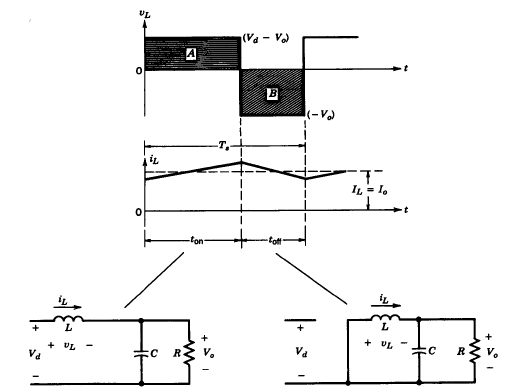 v_L
(V_d − V_o)
A
0
t
B
(−V_o)
T_s
i_L
I_L = I_o
0
t
t_on
t_off
i_L
L
+ v_L −
+
V_d
−
C
R
+
V_o
−
i_L
L
+ v_L −
+
V_d
−
C
R
+
V_o
−